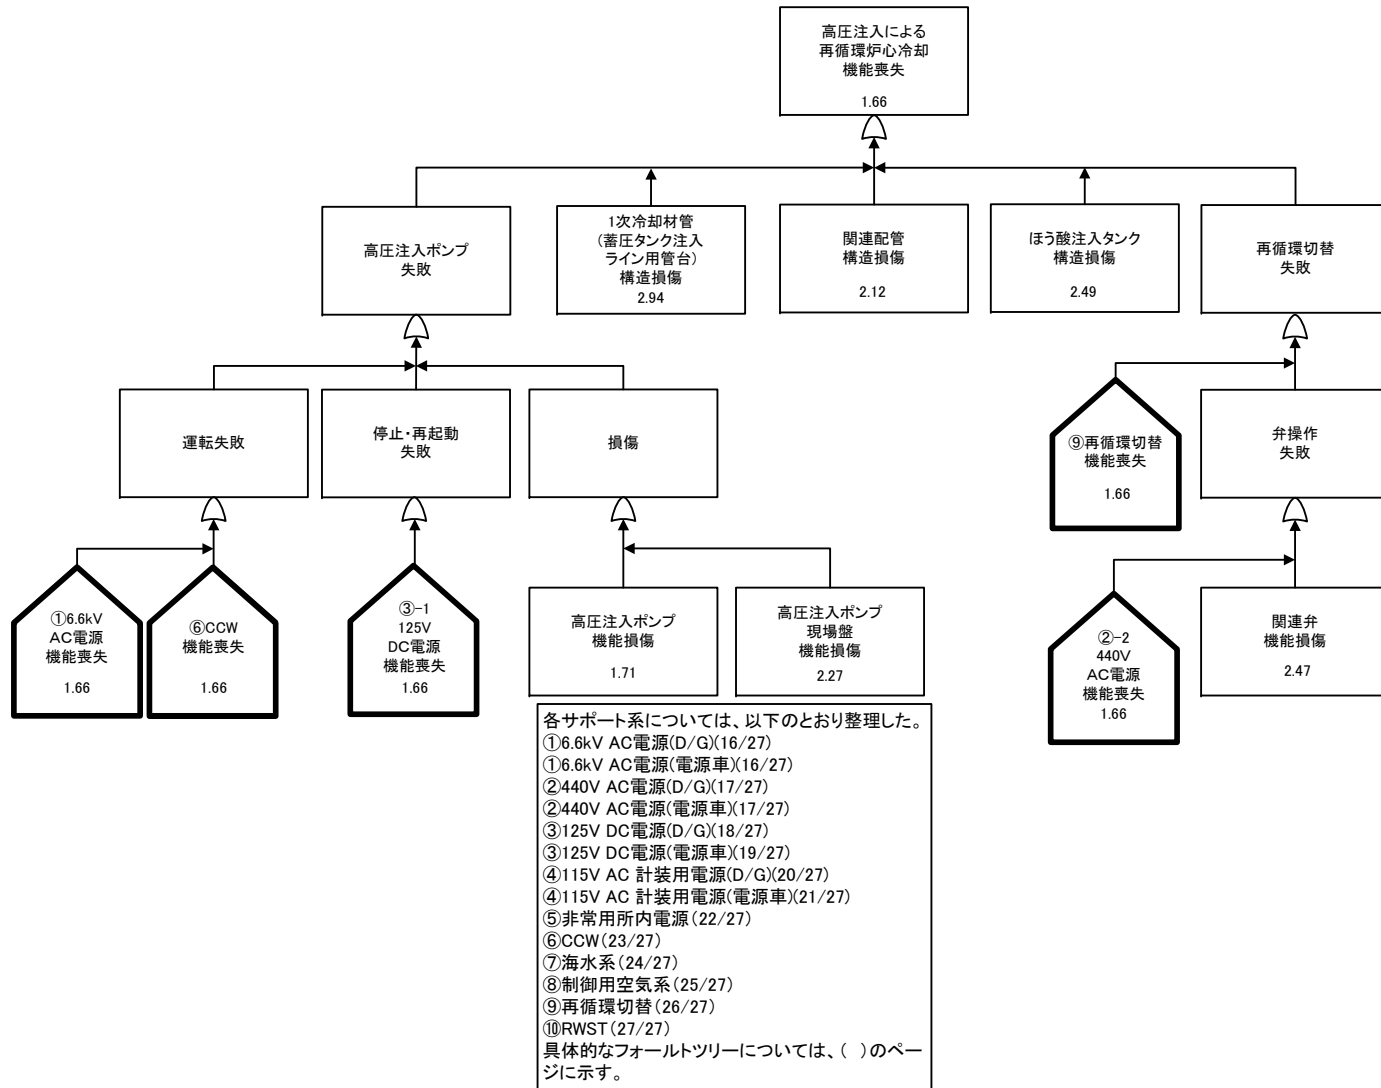 高圧注入による
再循環炉心冷却
機能喪失
1.66
高圧注入ポンプ
失敗
1次冷却材管
(蓄圧タンク注入
ライン用管台)
構造損傷
2.94
関連配管
構造損傷
2.12
ほう酸注入タンク
構造損傷
2.49
再循環切替
失敗
運転失敗
停止・再起動
失敗
損傷
⑨再循環切替
機能喪失
1.66
弁操作
失敗
①6.6kV
AC電源
機能喪失
1.66
⑥CCW
機能喪失
1.66
③-1
125V
DC電源
機能喪失
1.66
高圧注入ポンプ
機能損傷
1.71
高圧注入ポンプ
現場盤
機能損傷
2.27
②-2
440V
AC電源
機能喪失
1.66
関連弁
機能損傷
2.47
各サポート系については、以下のとおり整理した。
①6.6kV AC電源(D/G)(16/27)
①6.6kV AC電源(電源車)(16/27)
②440V AC電源(D/G)(17/27)
②440V AC電源(電源車)(17/27)
③125V DC電源(D/G)(18/27)
③125V DC電源(電源車)(19/27)
④115V AC 計装用電源(D/G)(20/27)
④115V AC 計装用電源(電源車)(21/27)
⑤非常用所内電源(22/27)
⑥CCW(23/27)
⑦海水系(24/27)
⑧制御用空気系(25/27)
⑨再循環切替(26/27)
⑩RWST(27/27)
具体的なフォールトツリーについては、( )のペー
ジに示す。